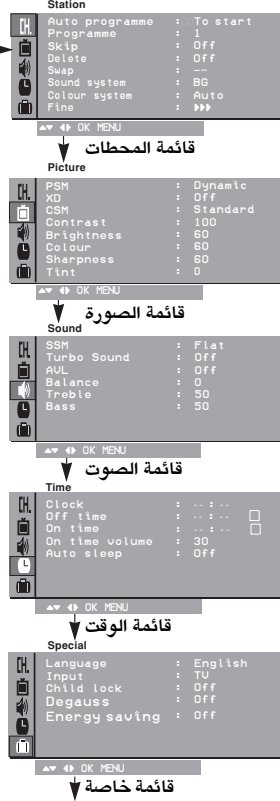 Station
CH. Auto programme : To start
Programme : 1
Skip : Off
Delete : Off
Swap : --
Sound system : BG
Colour system : Auto
Fine : ▸▸▸
▲▼ ◀▶ OK MENU
قائمة المحطات
Picture
CH. PSM : Dynamic
XD : Off
CSM : Standard
Contrast : 100
Brightness : 60
Colour : 60
Sharpness : 60
Tint : 0
▲▼ ◀▶ OK MENU
قائمة الصورة
Sound
CH. SSM : Flat
Turbo Sound : Off
AVL : Off
Balance : 0
Treble : 50
Bass : 50
▲▼ ◀▶ OK MENU
قائمة الصوت
Time
CH. Clock : -- : --
Off time : -- : --
On time : -- : --
On time volume : 30
Auto sleep : Off
▲▼ ◀▶ OK MENU
قائمة الوقت
Special
CH. Language : English
Input : TV
Child lock : Off
Degauss : Off
Energy saving : Off
▲▼ ◀▶ OK MENU
قائمة خاصة